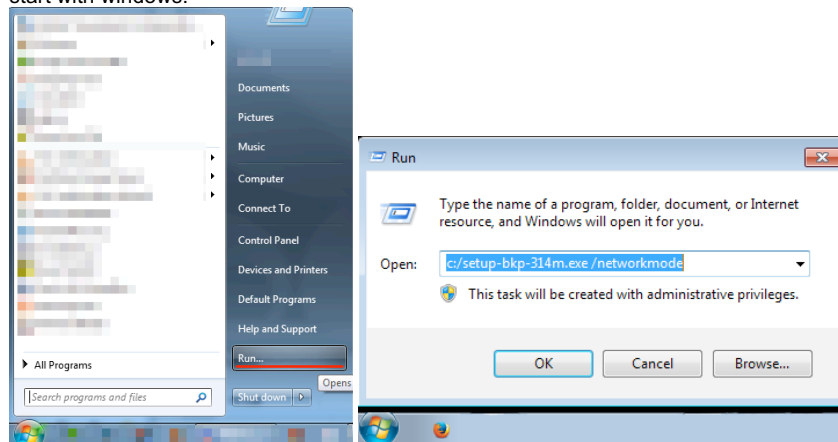 start with windows.
Documents
Pictures
Music
Computer
Connect To
Control Panel
Devices and Printers
Default Programs
Help and Support
Run...
Opens
All Programs
Search programs and files
Shut down
Run
Type the name of a program, folder, document, or Internet
resource, and Windows will open it for you.
Open:
c:/setup-bkp-314m.exe /networkmode
This task will be created with administrative privileges.
OK
Cancel
Browse...